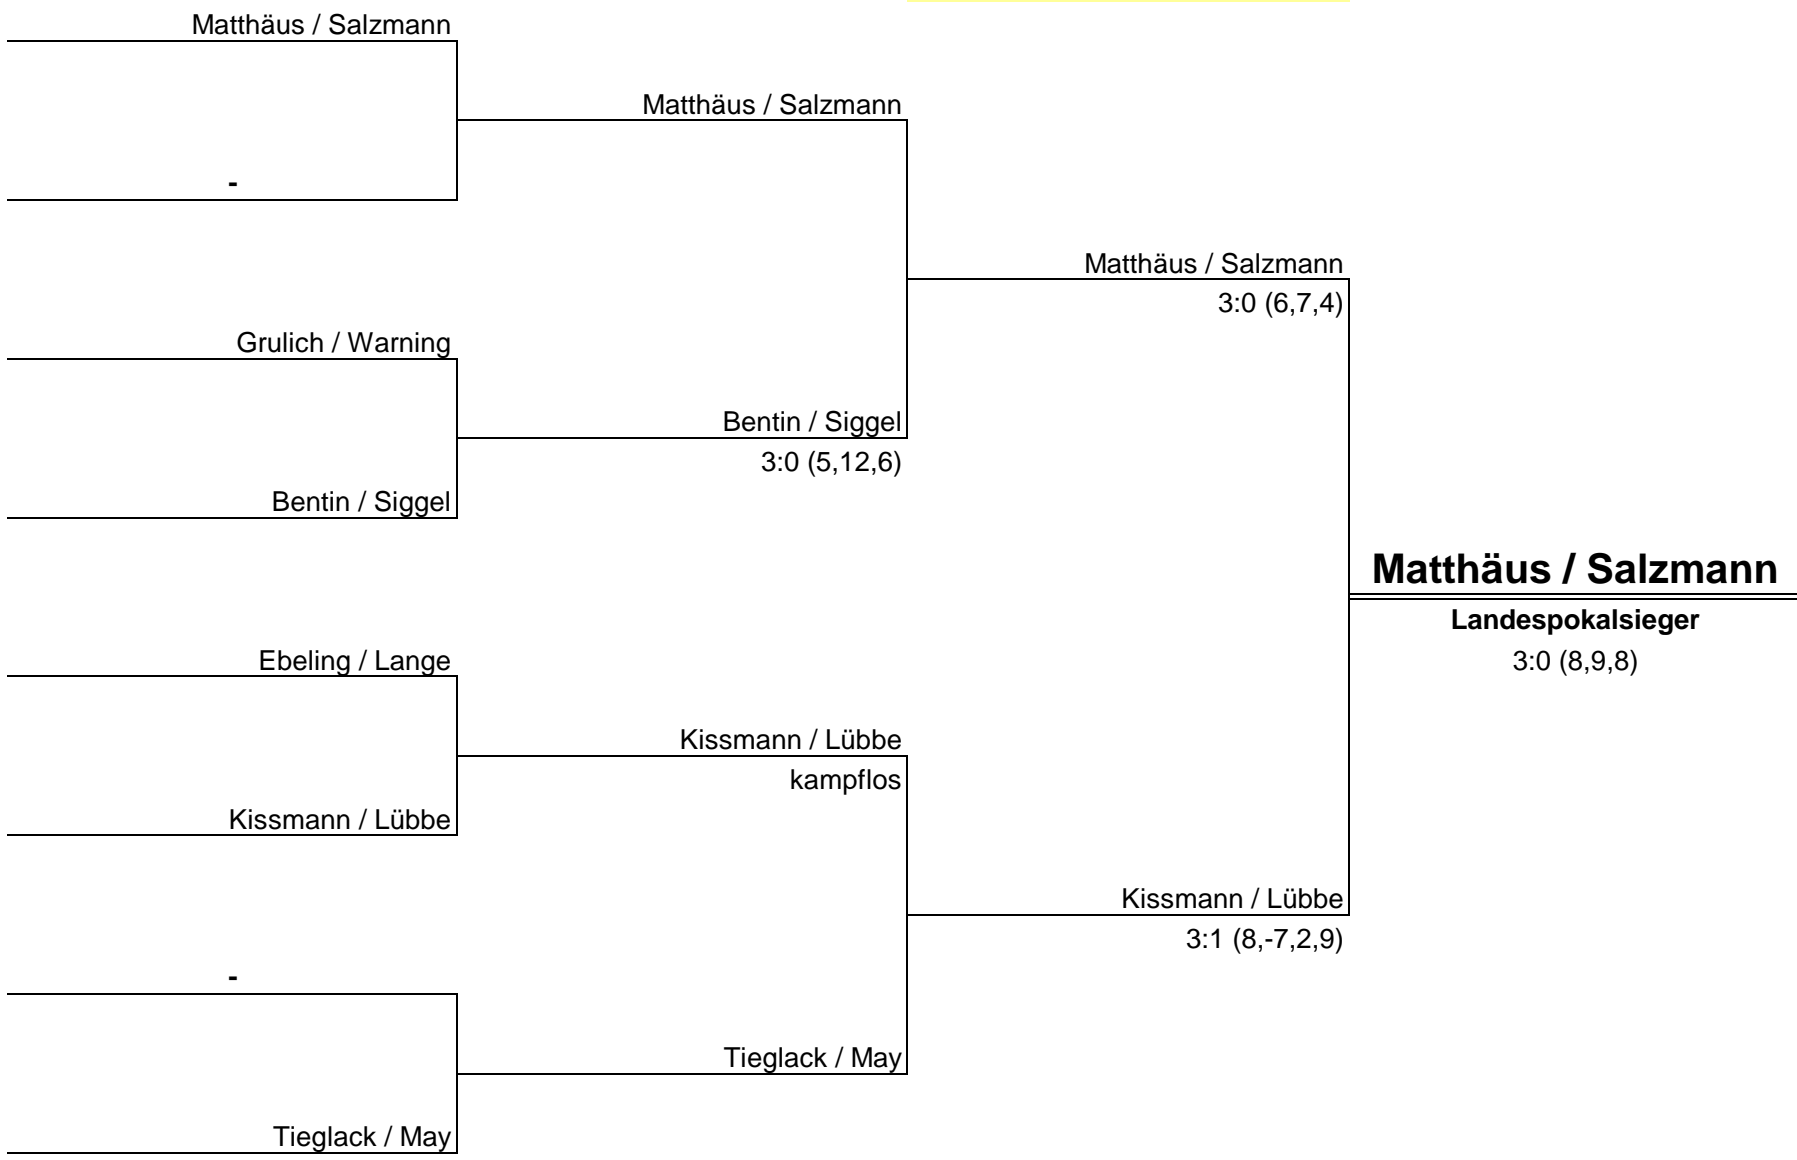 Matthäus / Salzmann
Matthäus / Salzmann
-
Matthäus / Salzmann
3:0 (6,7,4)
Grulich / Warning
Bentin / Siggel
3:0 (5,12,6)
Bentin / Siggel
Matthäus / Salzmann
Landespokalsieger
3:0 (8,9,8)
Ebeling / Lange
Kissmann / Lübbe
kampflos
Kissmann / Lübbe
Kissmann / Lübbe
3:1 (8,-7,2,9)
-
Tieglack / May
Tieglack / May